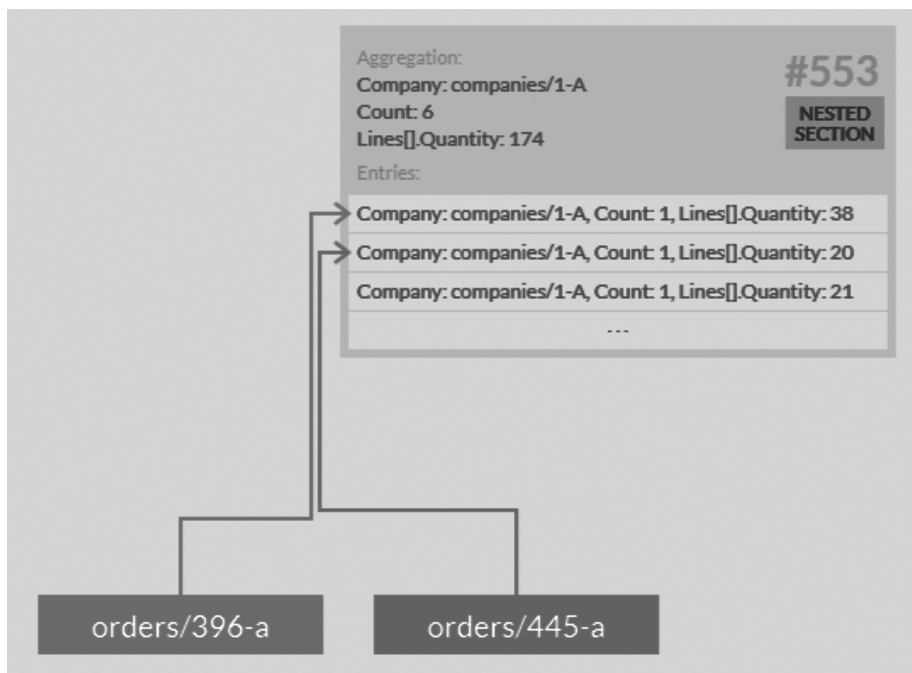 Aggregation:
Company: companies/1-A
Count: 6
Lines[].Quantity: 174
#553
NESTED
SECTION
Entries:
Company: companies/1-A, Count: 1, Lines[].Quantity: 38
Company: companies/1-A, Count: 1, Lines[].Quantity: 20
Company: companies/1-A, Count: 1, Lines[].Quantity: 21
...
orders/396-a
orders/445-a